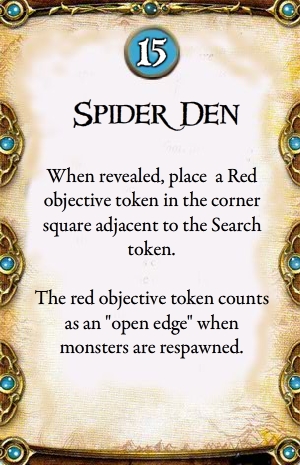 15
SPIDER DEN
When revealed, place a Red
objective token in the corner
square adjacent to the Search
token.
The red objective token counts
as an "open edge" when
monsters are respawned.